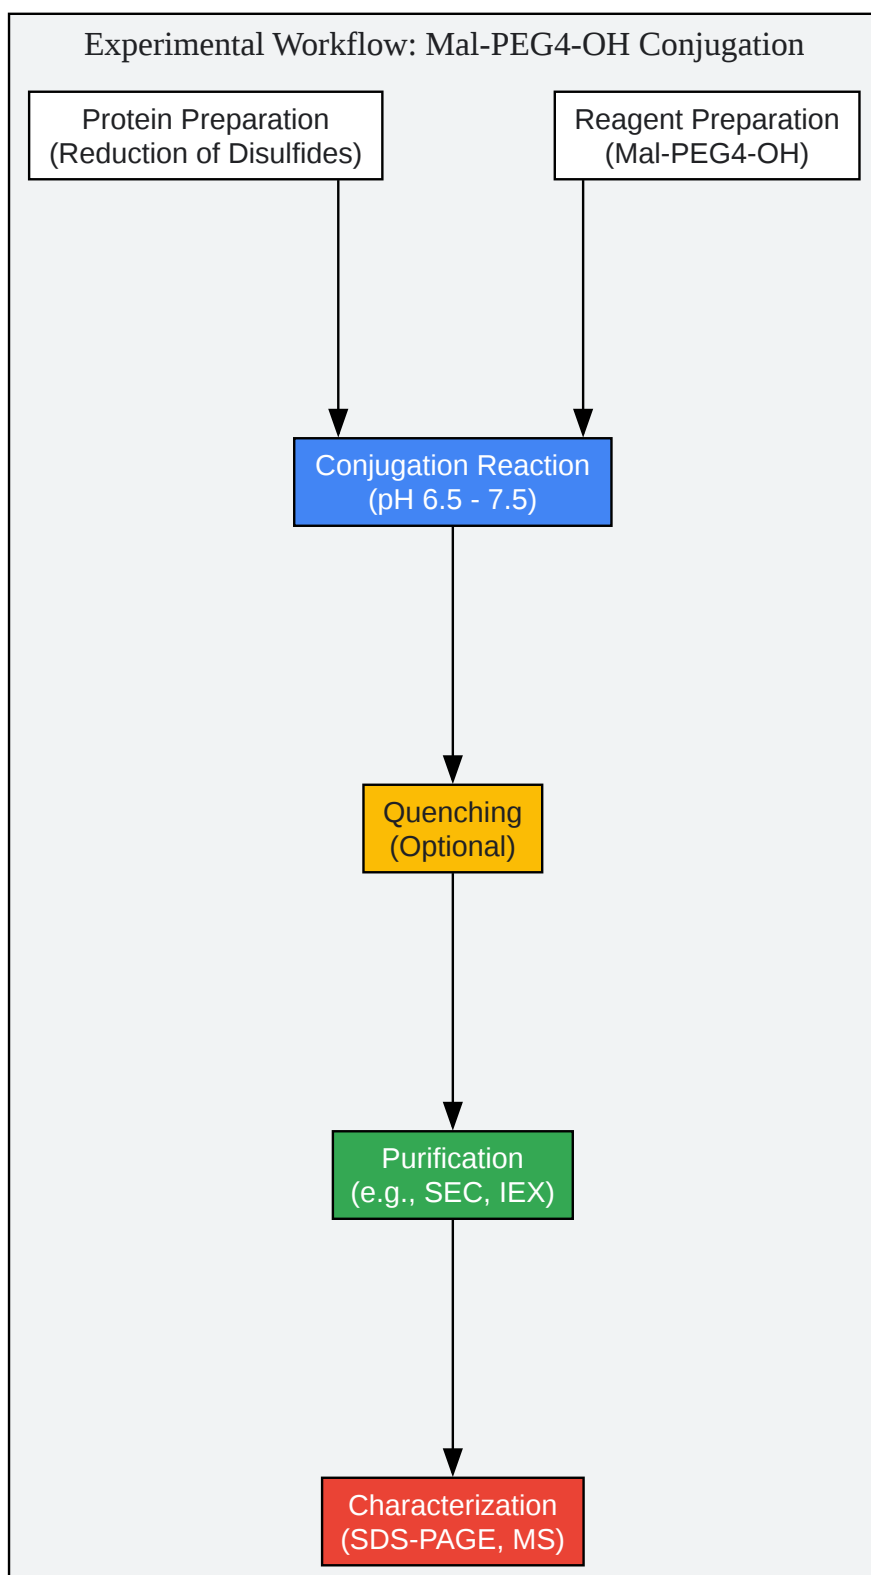 Experimental Workflow: Mal-PEG4-OH Conjugation
Protein Preparation
(Reduction of Disulfides)
Reagent Preparation
(Mal-PEG4-OH)
Conjugation Reaction
(pH 6.5 - 7.5)
Quenching
(Optional)
Purification
(e.g., SEC, IEX)
Characterization
(SDS-PAGE, MS)